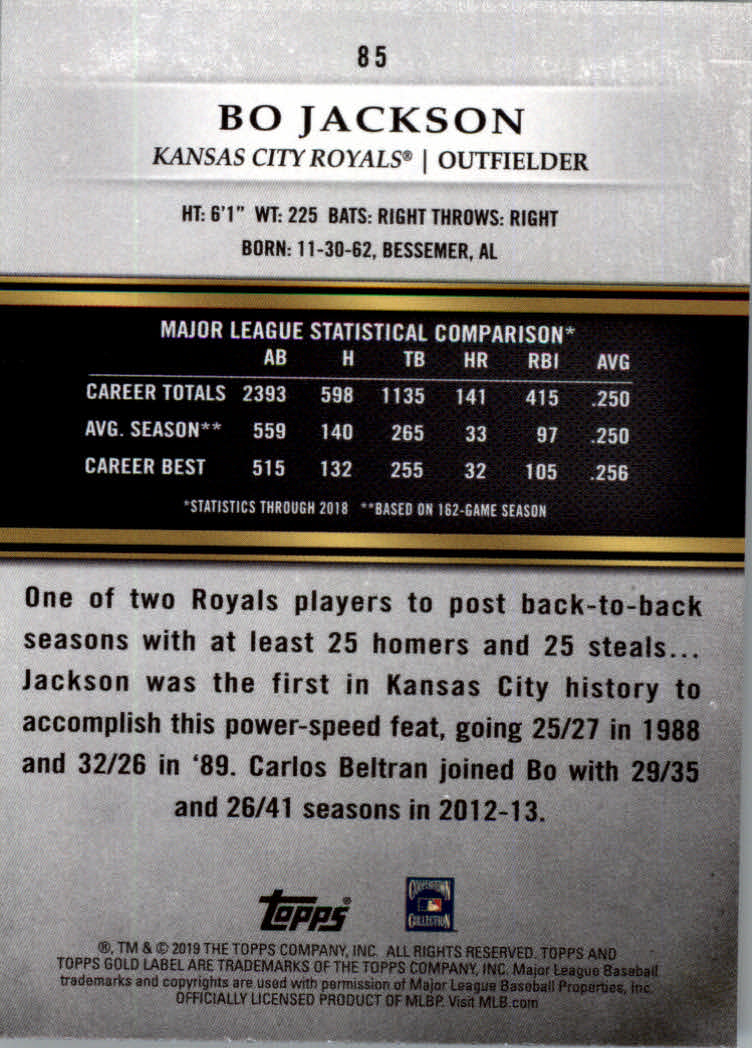 85
BO JACKSON
KANSAS CITY ROYALS® | OUTFIELDER
HT: 6'1" WT: 225 BATS: RIGHT THROWS: RIGHT
BORN: 11-30-62, BESSEMER, AL
MAJOR LEAGUE STATISTICAL COMPARISON*
AB H TB HR RBI AVG
CAREER TOTALS 2393 598 1135 141 415 .250
AVG. SEASON** 559 140 265 33 97 .250
CAREER BEST 515 132 255 32 105 .256
*STATISTICS THROUGH 2018 **BASED ON 162-GAME SEASON
One of two Royals players to post back-to-back
seasons with at least 25 homers and 25 steals...
Jackson was the first in Kansas City history to
accomplish this power-speed feat, going 25/27 in 1988
and 32/26 in ‘89. Carlos Beltran joined Bo with 29/35
and 26/41 seasons in 2012-13.
topps®
COOPERSTOWN
COLLECTION
®, TM & © 2019 THE TOPPS COMPANY, INC. ALL RIGHTS RESERVED. TOPPS AND
TOPPS GOLD LABEL ARE TRADEMARKS OF THE TOPPS COMPANY, INC. Major League Baseball
trademarks and copyrights are used with permission of Major League Baseball Properties, Inc.
OFFICIALLY LICENSED PRODUCT OF MLBP. Visit MLB.com